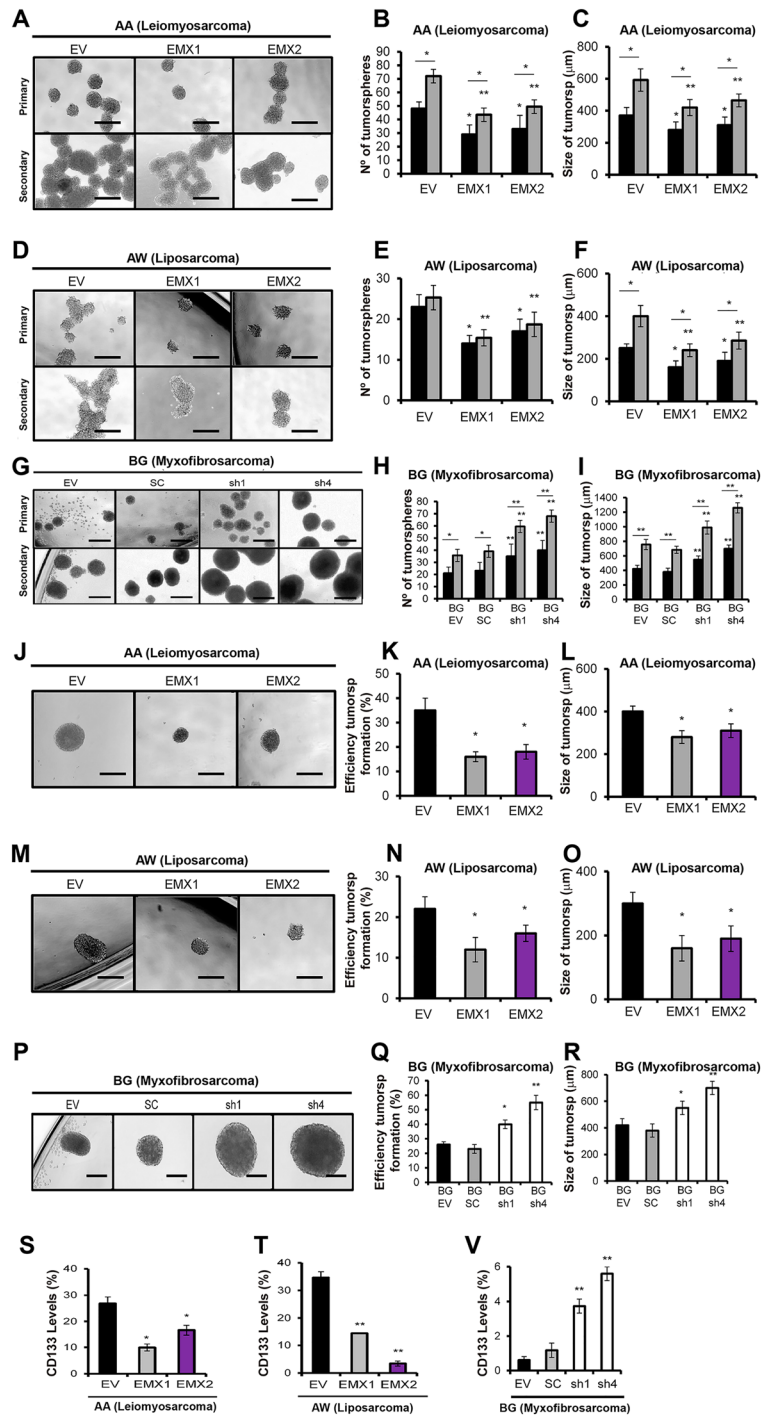 A
AA (Leiomyosarcoma)
EV EMX1 EMX2
Primary
Secondary
B
AA (Leiomyosarcoma)
Nº of tumorspheres
90
80
70
60
50
40
30
20
10
0
* * * * ** * **
EV EMX1 EMX2
C
AA (Leiomyosarcoma)
Size of tumorsp (µm)
800
600
400
200
0
* * * * ** * **
EV EMX1 EMX2
D
AW (Liposarcoma)
EV EMX1 EMX2
Primary
Secondary
E
AW (Liposarcoma)
Nº of tumorspheres
30
20
10
0
* ** * **
EV EMX1 EMX2
F
AW (Liposarcoma)
Size of tumorsp (µm)
600
400
200
0
* * * * ** * **
EV EMX1 EMX2
G
BG (Myxofibrosarcoma)
EV SC sh1 sh4
Primary
Secondary
H
BG (Myxofibrosarcoma)
Nº of tumorspheres
80
70
60
50
40
30
20
10
0
* * ** ** ** ** ** **
BG BG BG BG
EV SC sh1 sh4
I
BG (Myxofibrosarcoma)
Size of tumorsp (µm)
1400
1200
1000
800
600
400
200
0
** ** ** ** ** ** ** **
BG BG BG BG
EV SC sh1 sh4
J
AA (Leiomyosarcoma)
EV EMX1 EMX2
K
AA (Leiomyosarcoma)
Efficiency tumorsp
formation (%)
50
40
30
20
10
0
* *
EV EMX1 EMX2
L
AA (Leiomyosarcoma)
Size of tumorsp (µm)
600
400
200
0
* *
EV EMX1 EMX2
M
AW (Liposarcoma)
EV EMX1 EMX2
N
AW (Liposarcoma)
Efficiency tumorsp
formation (%)
30
20
10
0
* *
EV EMX1 EMX2
O
AW (Liposarcoma)
Size of tumorsp (µm)
400
200
0
* *
EV EMX1 EMX2
P
BG (Myxofibrosarcoma)
EV SC sh1 sh4
Q
BG (Myxofibrosarcoma)
Efficiency tumorsp
formation (%)
70
60
50
40
30
20
10
0
* **
BG BG BG BG
EV SC sh1 sh4
R
BG (Myxofibrosarcoma)
Size of tumorsp (µm)
800
600
400
200
0
* **
BG BG BG BG
EV SC sh1 sh4
S
CD133 Levels (%)
40
30
20
10
0
* *
EV EMX1 EMX2
AA (Leiomyosarcoma)
T
CD133 Levels (%)
40
30
20
10
0
** **
EV EMX1 EMX2
AW (Liposarcoma)
V
CD133 Levels (%)
6
4
2
0
** **
EV SC sh1 sh4
BG (Myxofibrosarcoma)